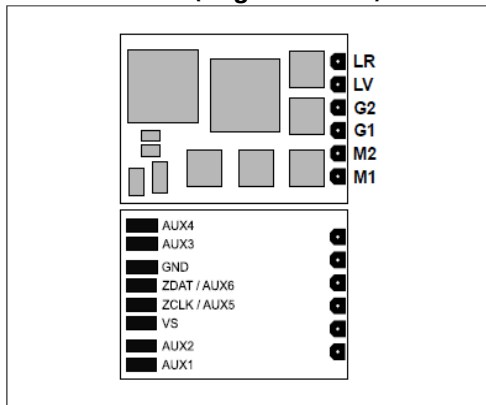 LR
LV
G2
G1
M2
M1
AUX4
AUX3
GND
ZDAT / AUX6
ZCLK / AUX5
VS
AUX2
AUX1